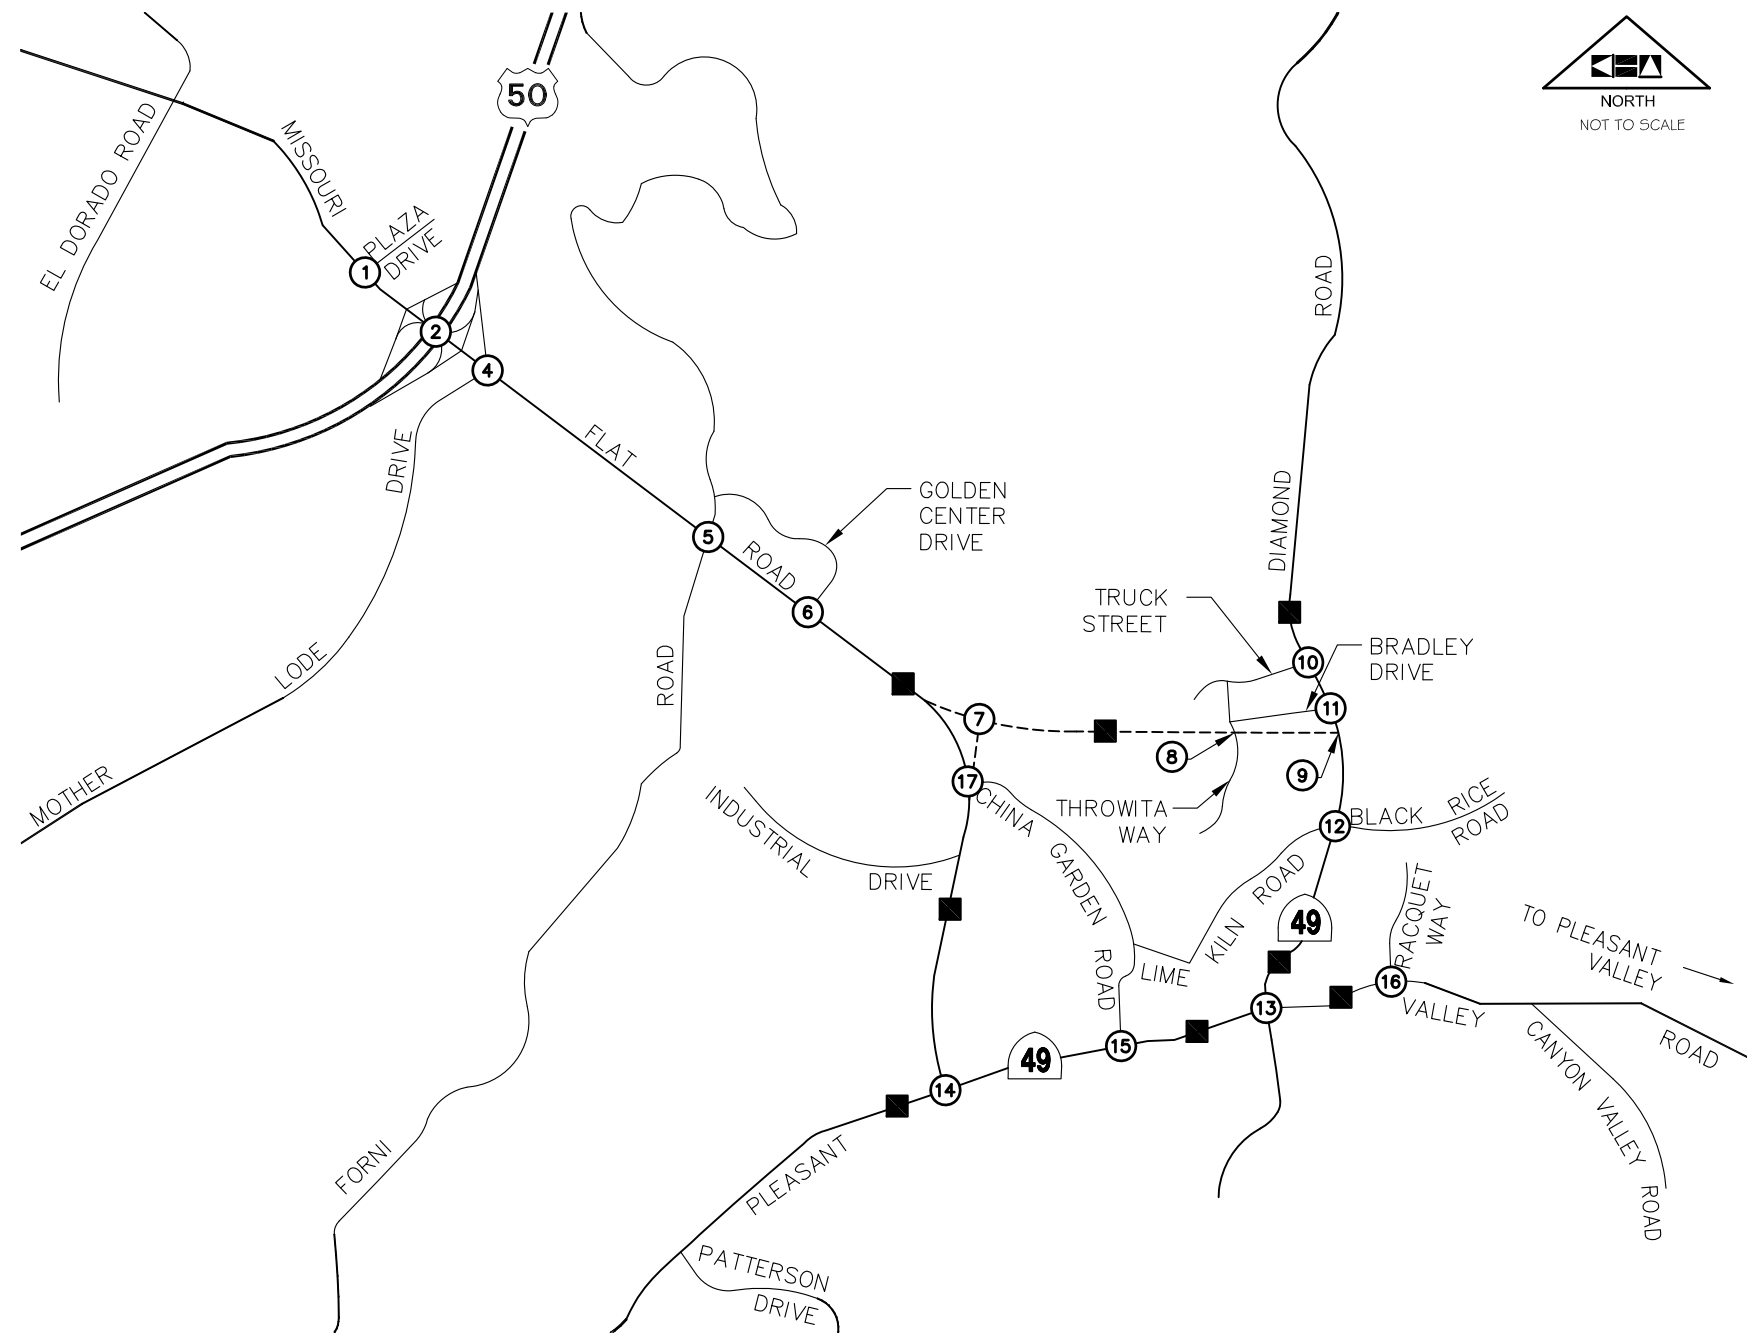 50
NORTH
NOT TO SCALE
EL DORADO ROAD
MISSOURI
PLAZA
DRIVE
1
2
4
FLAT
DRIVE
LODE
MOTHER
5
ROAD
6
GOLDEN
CENTER
DRIVE
ROAD
DIAMOND
ROAD
TRUCK
STREET
BRADLEY
DRIVE
10
11
7
8
9
17
THROWITA
WAY
INDUSTRIAL
DRIVE
CHINA
GARDEN
ROAD
12
BLACK
RICE
ROAD
LIME
KILN
ROAD
49
RACQUET
WAY
TO PLEASANT
VALLEY
16
13
VALLEY
ROAD
CANYON VALLEY ROAD
15
49
14
PLEASANT
FORNI
PATTERSON
DRIVE